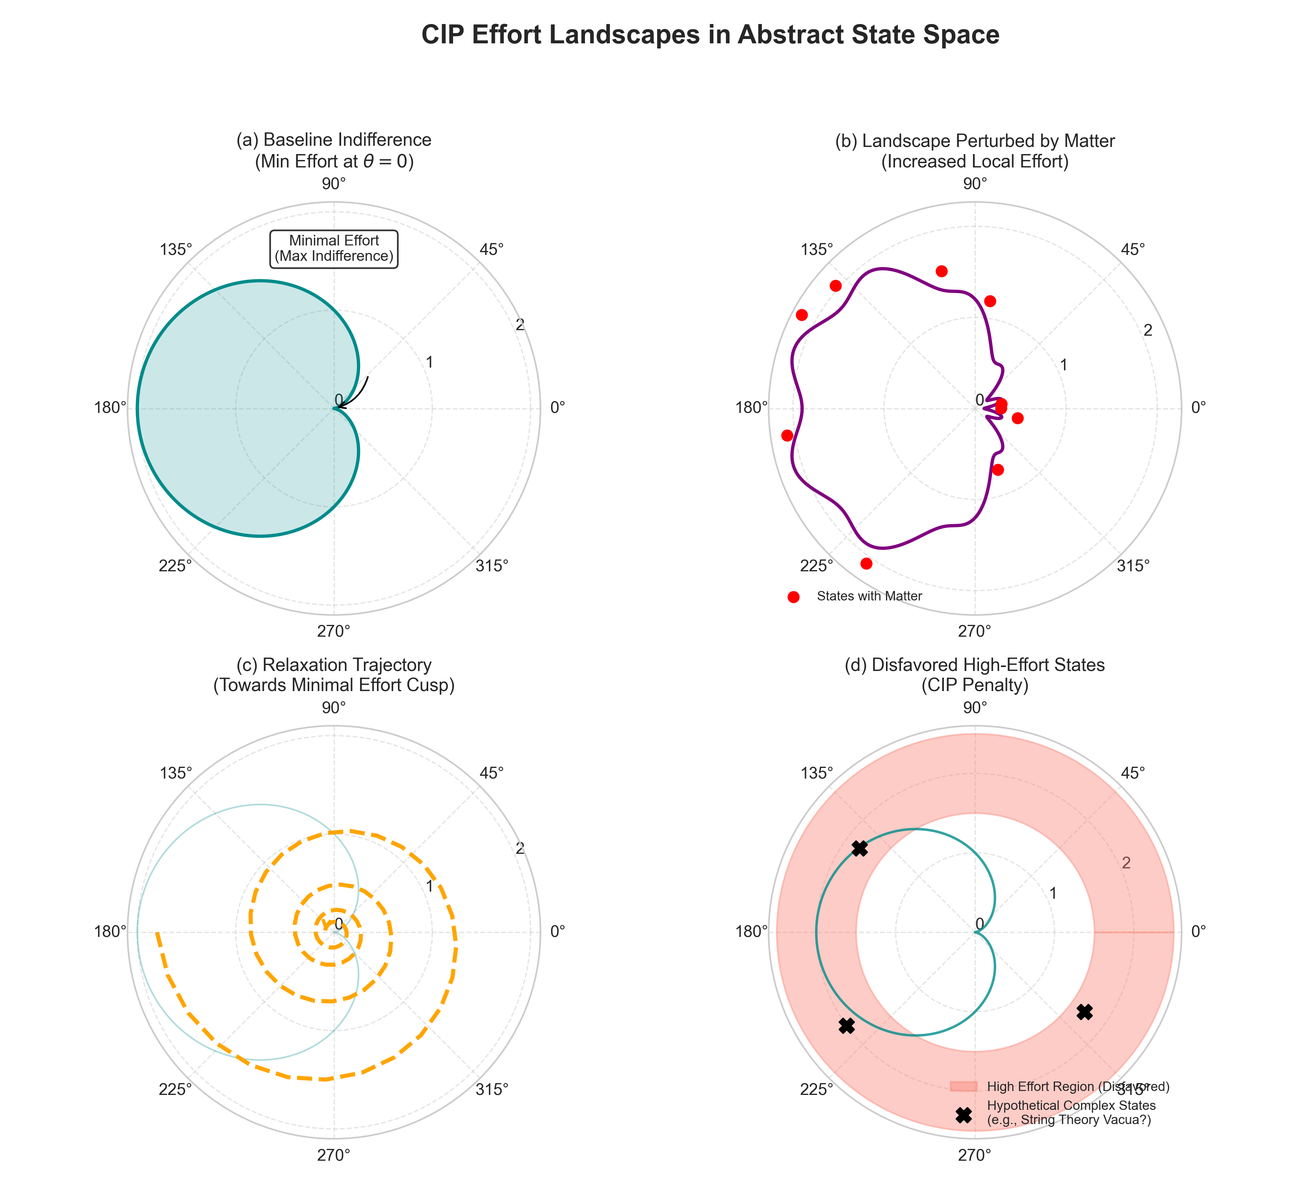 CIP Effort Landscapes in Abstract State Space
(a) Baseline Indifference
(Min Effort at θ = 0)
90°
135°
45°
Minimal Effort
(Max Indifference)
2
1
0
180°
0°
225°
315°
270°
(b) Landscape Perturbed by Matter
(Increased Local Effort)
90°
135°
45°
2
1
0
180°
0°
225°
315°
States with Matter
270°
(c) Relaxation Trajectory
(Towards Minimal Effort Cusp)
90°
135°
45°
2
1
0
180°
0°
225°
315°
270°
(d) Disfavored High-Effort States
(CIP Penalty)
90°
135°
45°
2
1
0
180°
0°
225°
315°
High Effort Region (Disfavored)
Hypothetical Complex States
(e.g., String Theory Vacua?)
270°